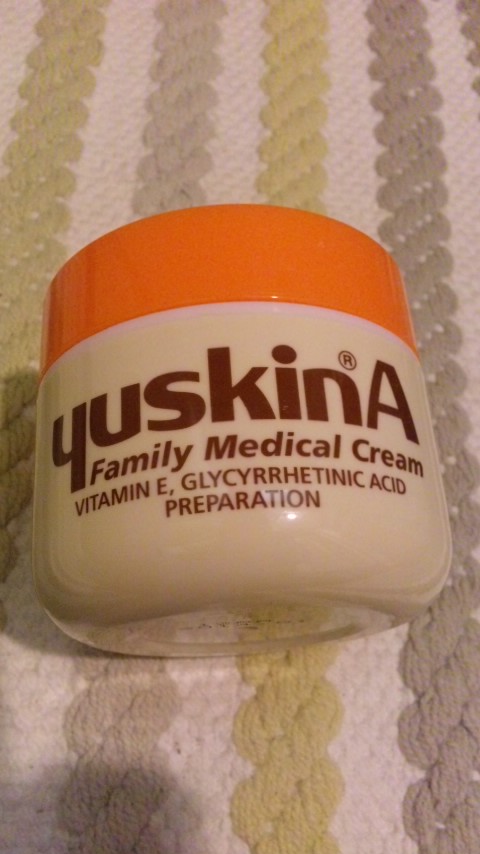 yuskinA®
Family Medical Cream
VITAMIN E, GLYCYRRHETINIC ACID
PREPARATION